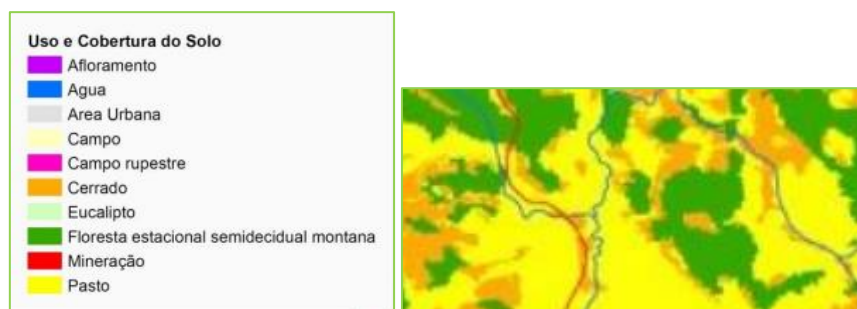 Uso e Cobertura do Solo
Afloramento
Agua
Area Urbana
Campo
Campo rupestre
Cerrado
Eucalipto
Floresta estacional semidecidual montana
Mineração
Pasto